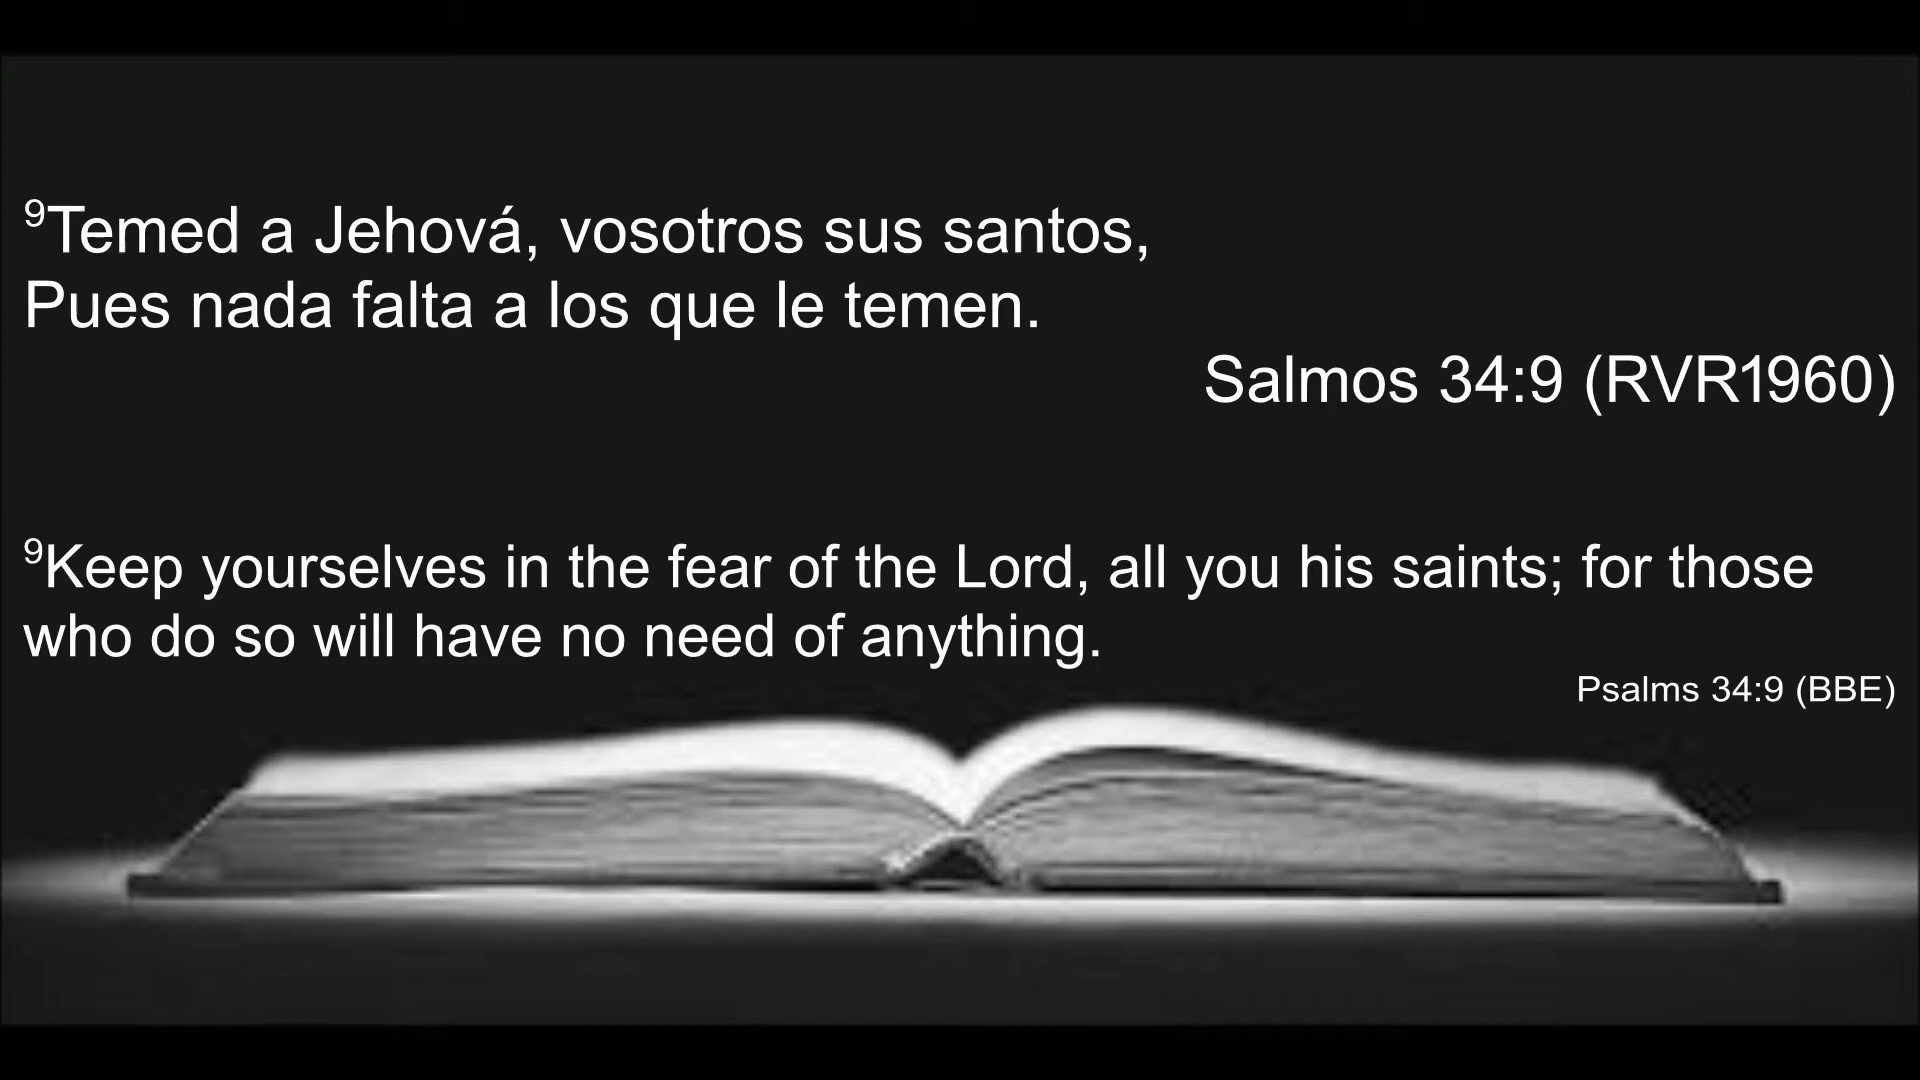 ⁹Temed a Jehová, vosotros sus santos,
Pues nada falta a los que le temen.
Salmos 34:9 (RVR1960)
⁹Keep yourselves in the fear of the Lord, all you his saints; for those
who do so will have no need of anything.
Psalms 34:9 (BBE)